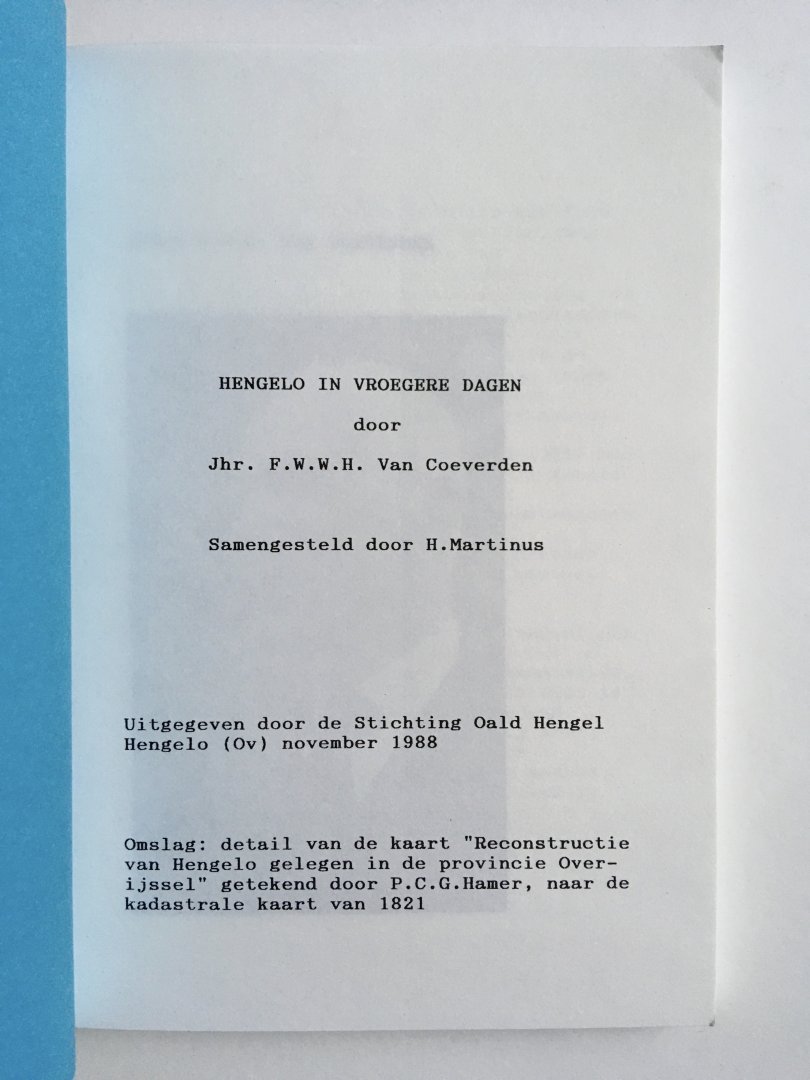 HENGELO IN VROEGERE DAGEN
door
Jhr. F.W.W.H. Van Coeverden
Samengesteld door H.Martinus
Uitgegeven door de Stichting Oald Hengel
Hengelo (Ov) november 1988
Omslag: detail van de kaart "Reconstructie
van Hengelo gelegen in de provincie Over-
ijssel" getekend door P.C.G.Hamer, naar de
kadastrale kaart van 1821